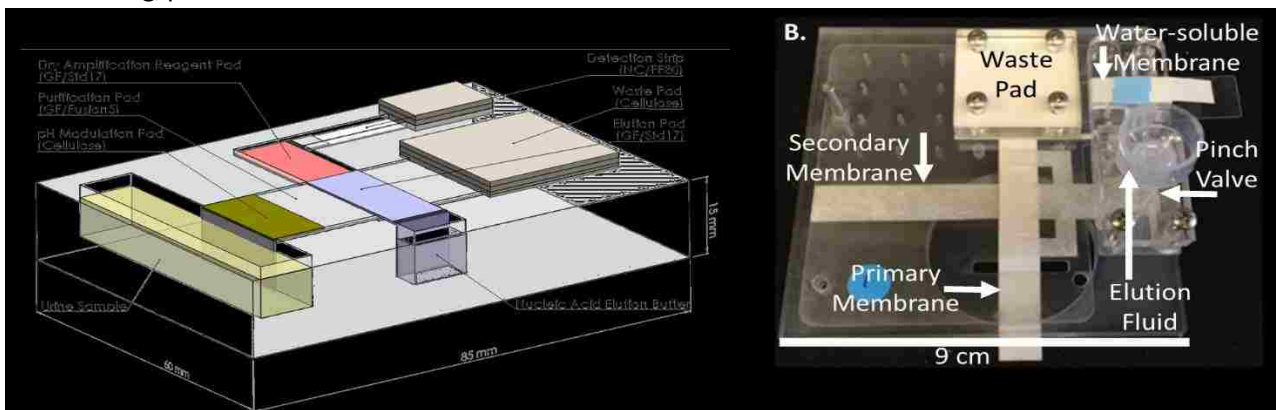 Dry Amplification Reagent Pad
(GF/Std17)
Purification Pad
(GF/Fusion5)
pH Modulation Pad
(Cellulose)
Urine Sample
Detection Strip
(NC/FF80)
Waste Pad
(Cellulose)
Elution Pad
(GF/Std17)
Nucleic Acid Elution Buffer
15 mm
85 mm
60 mm
B.
Water-soluble
Membrane
Waste
Pad
Secondary
Membrane
Pinch
Valve
Primary
Membrane
Elution
Fluid
9 cm